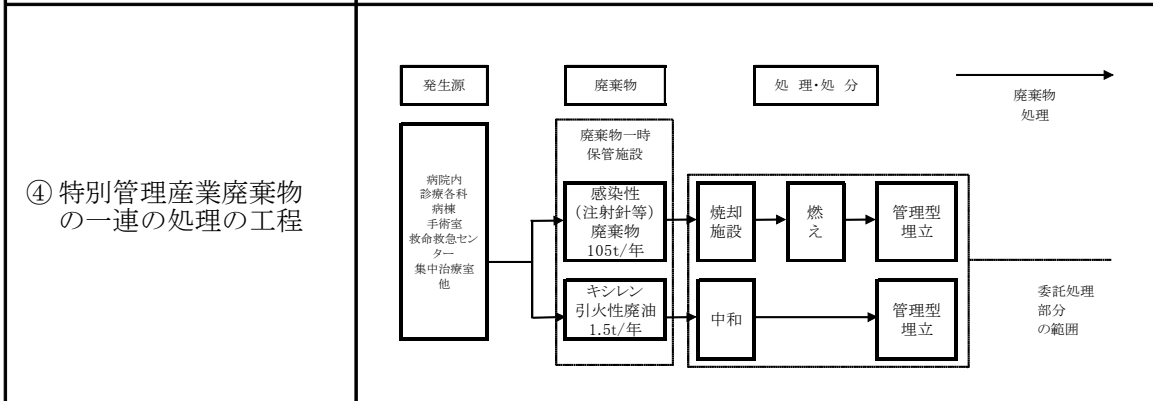 ④ 特別管理産業廃棄物
の一連の処理の工程
発生源
廃棄物
処 理・処 分
廃棄物
処理
病院内
診療各科
病棟
手術室
救命救急セン
ター
集中治療室
他
廃棄物一時
保管施設
感染性
(注射針等)
廃棄物
105t/年
焼却
施設
燃
え
管理型
埋立
キシレン
引火性廃油
1.5t/年
中和
管理型
埋立
委託処理
部分
の範囲